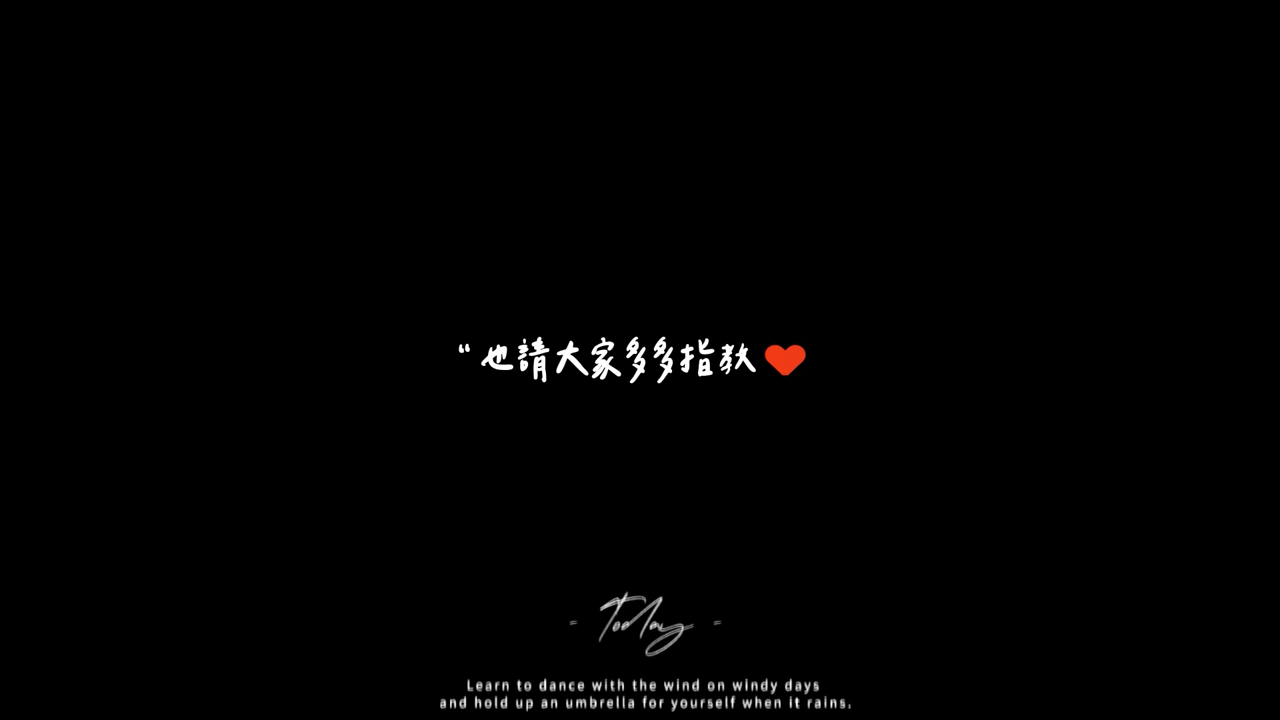 “也請大家多多指教❤
- Today -
Learn to dance with the wind on windy days
and hold up an umbrella for yourself when it rains.